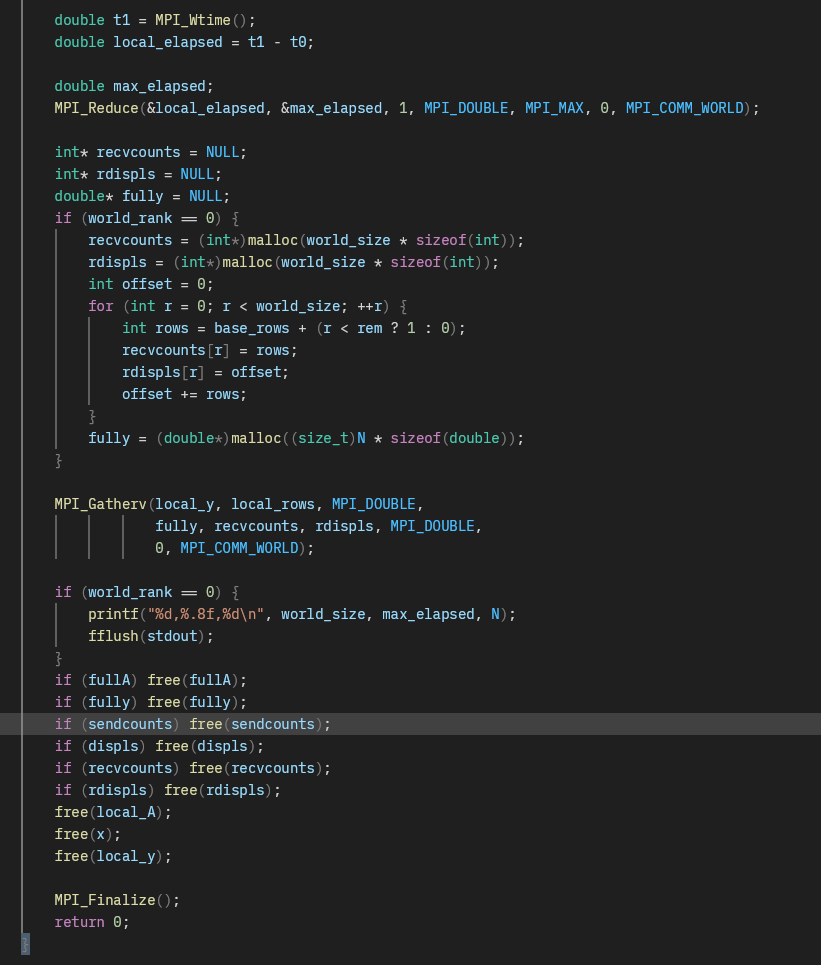 double t1 = MPI_Wtime();
double local_elapsed = t1 - t0;
double max_elapsed;
MPI_Reduce(&local_elapsed, &max_elapsed, 1, MPI_DOUBLE, MPI_MAX, 0, MPI_COMM_WORLD);
int* recvcounts = NULL;
int* rdispls = NULL;
double* fully = NULL;
if (world_rank == 0) {
recvcounts = (int*)malloc(world_size * sizeof(int));
rdispls = (int*)malloc(world_size * sizeof(int));
int offset = 0;
for (int r = 0; r < world_size; ++r) {
int rows = base_rows + (r < rem ? 1 : 0);
recvcounts[r] = rows;
rdispls[r] = offset;
offset += rows;
}
fully = (double*)malloc((size_t)N * sizeof(double));
}
MPI_Gatherv(local_y, local_rows, MPI_DOUBLE,
fully, recvcounts, rdispls, MPI_DOUBLE,
0, MPI_COMM_WORLD);
if (world_rank == 0) {
printf("%d,%.8f,%d\n", world_size, max_elapsed, N);
fflush(stdout);
}
if (fullA) free(fullA);
if (fully) free(fully);
if (sendcounts) free(sendcounts);
if (displs) free(displs);
if (recvcounts) free(recvcounts);
if (rdispls) free(rdispls);
free(local_A);
free(x);
free(local_y);
MPI_Finalize();
return 0;
}